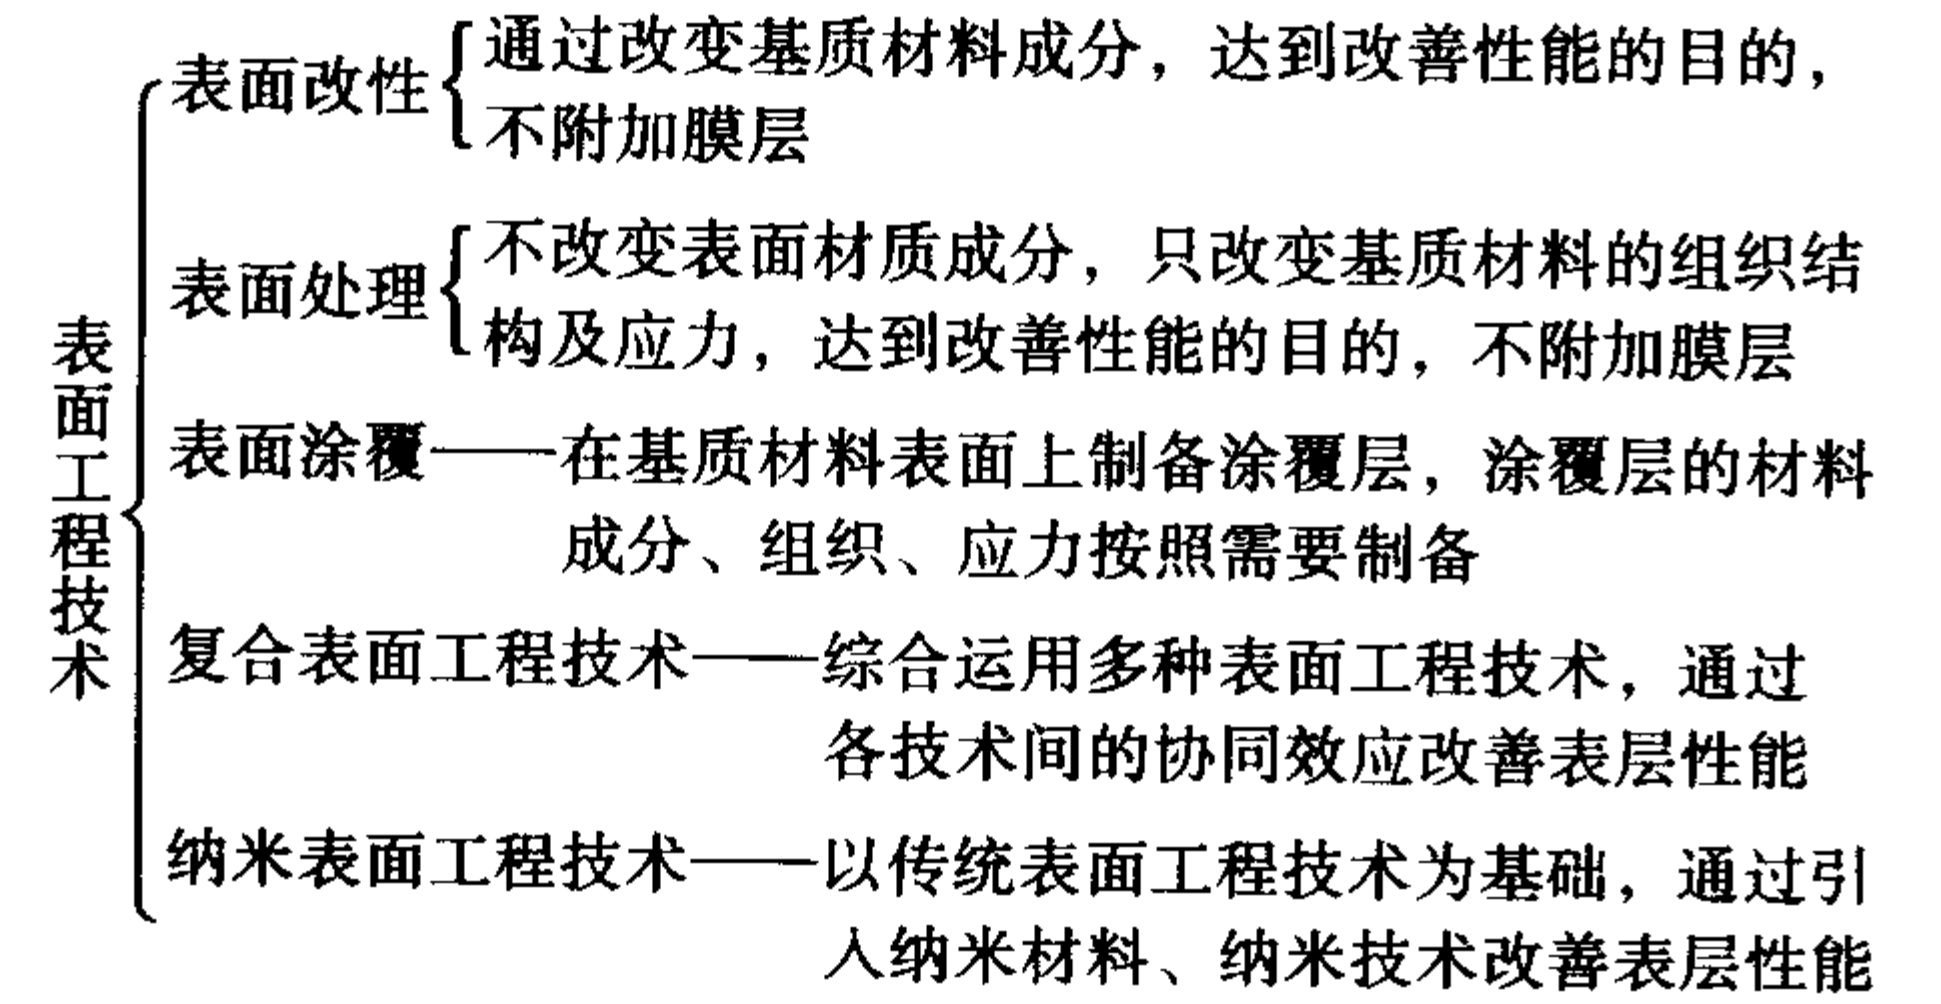 表面工程技术
表面改性
通过改变基质材料成分，达到改善性能的目的，
不附加膜层
表面处理
不改变表面材质成分，只改变基质材料的组织结
构及应力，达到改善性能的目的，不附加膜层
表面涂覆——在基质材料表面上制备涂覆层，涂覆层的材料
成分、组织、应力按照需要制备
复合表面工程技术——综合运用多种表面工程技术，通过
各技术间的协同效应改善表层性能
纳米表面工程技术——以传统表面工程技术为基础，通过引
入纳米材料、纳米技术改善表层性能